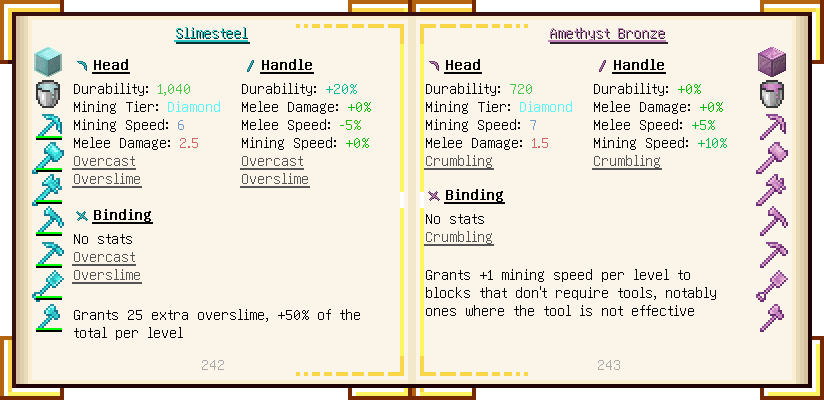 Slimesteel
Head
Durability: 1,040
Mining Tier: Diamond
Mining Speed: 6
Melee Damage: 2.5
Overcast
Overslime
Handle
Durability: +20%
Melee Damage: +0%
Melee Speed: -5%
Mining Speed: +0%
Overcast
Overslime
Binding
No stats
Overcast
Overslime
Grants 25 extra overslime, +50% of the
total per level
242
Amethyst Bronze
Head
Durability: 720
Mining Tier: Diamond
Mining Speed: 7
Melee Damage: 1.5
Crumbling
Handle
Durability: +0%
Melee Damage: +0%
Melee Speed: +5%
Mining Speed: +10%
Crumbling
Binding
No stats
Crumbling
Grants +1 mining speed per level to
blocks that don't require tools, notably
ones where the tool is not effective
243